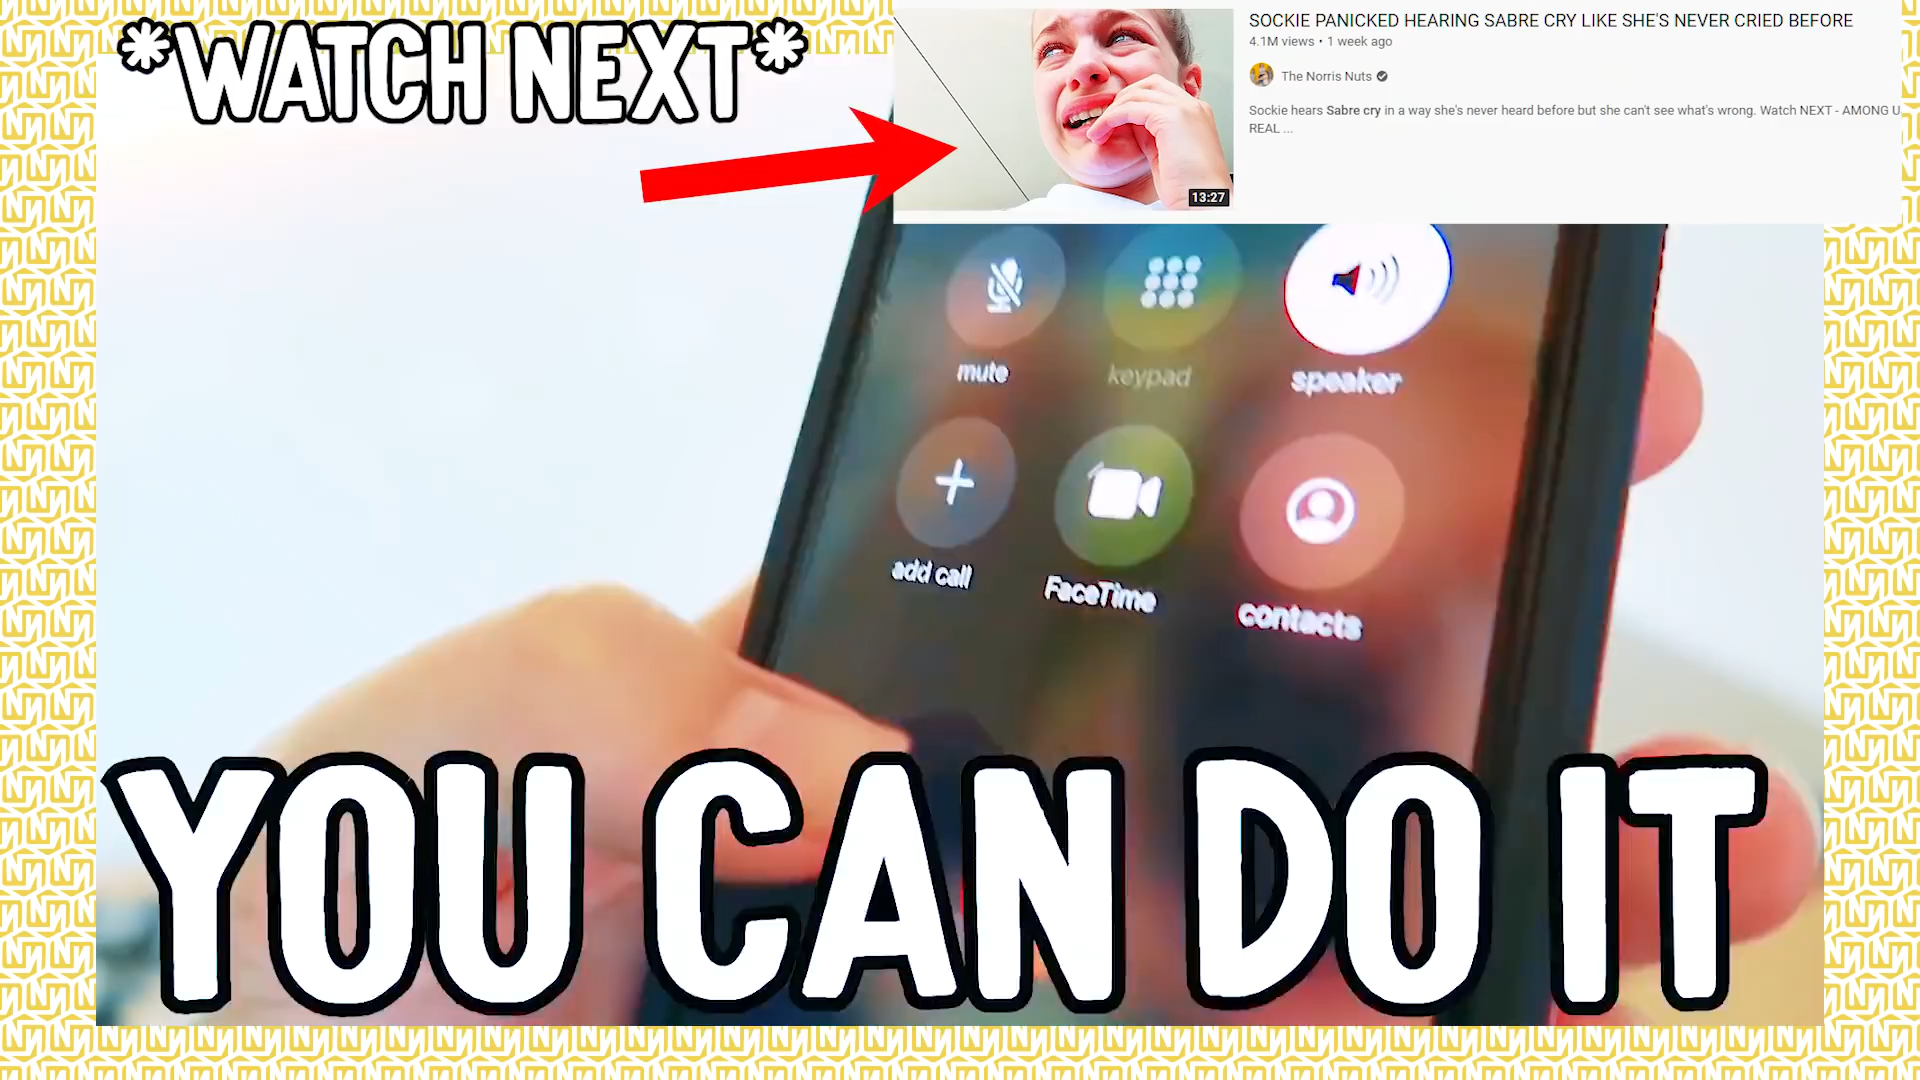 *WATCH NEXT*
SOCKIE PANICKED HEARING SABRE CRY LIKE SHE'S NEVER CRIED BEFORE
4.1M views • 1 week ago
The Norris Nuts
Sockie hears Sabre cry in a way she's never heard before but she can't see what's wrong. Watch NEXT - AMONG U
REAL ...
13:27
mute
keypad
speaker
add call
FaceTime
contacts
YOU CAN DO IT